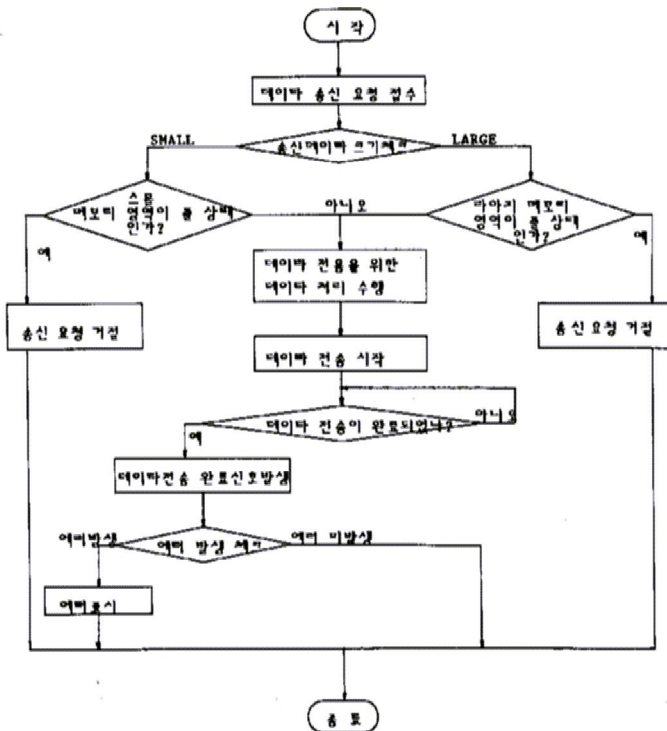 시 작
데이타 송신 요청 접수
SMALL
송신데이타 크기체크
LARGE
스몰
메모리 영역이 풀 상태
인가?
아니오
라아지 메모리
영역이 풀 상태
인가?
예
예
데이타 전송을 위한
데이타 처리 수행
송신 요청 거절
송신 요청 거절
데이타 전송 시작
데이타 전송이 완료되었나?
아니오
예
데이타전송 완료신호발생
에러발생
에러 발생 체크
에러 미발생
에러표시
종 료